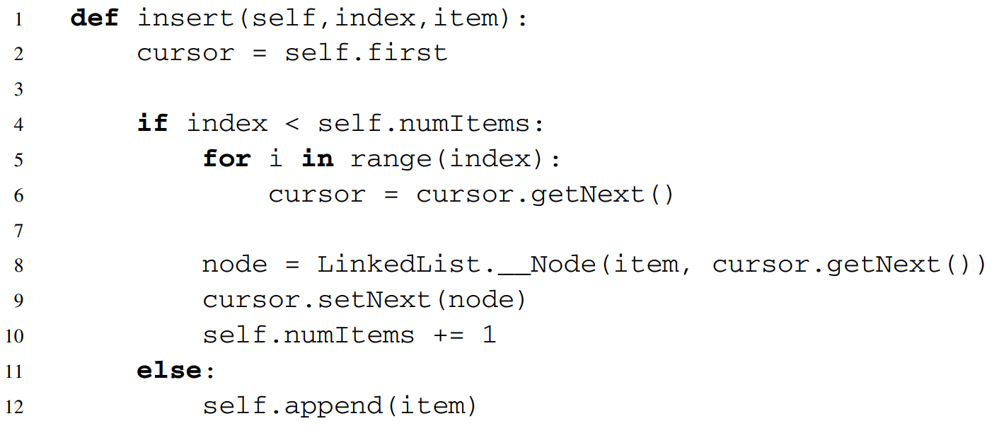 1 def insert(self,index,item):
2 cursor = self.first
3
4 if index < self.numItems:
5 for i in range(index):
6 cursor = cursor.getNext()
7
8 node = LinkedList.__Node(item, cursor.getNext())
9 cursor.setNext(node)
10 self.numItems += 1
11 else:
12 self.append(item)